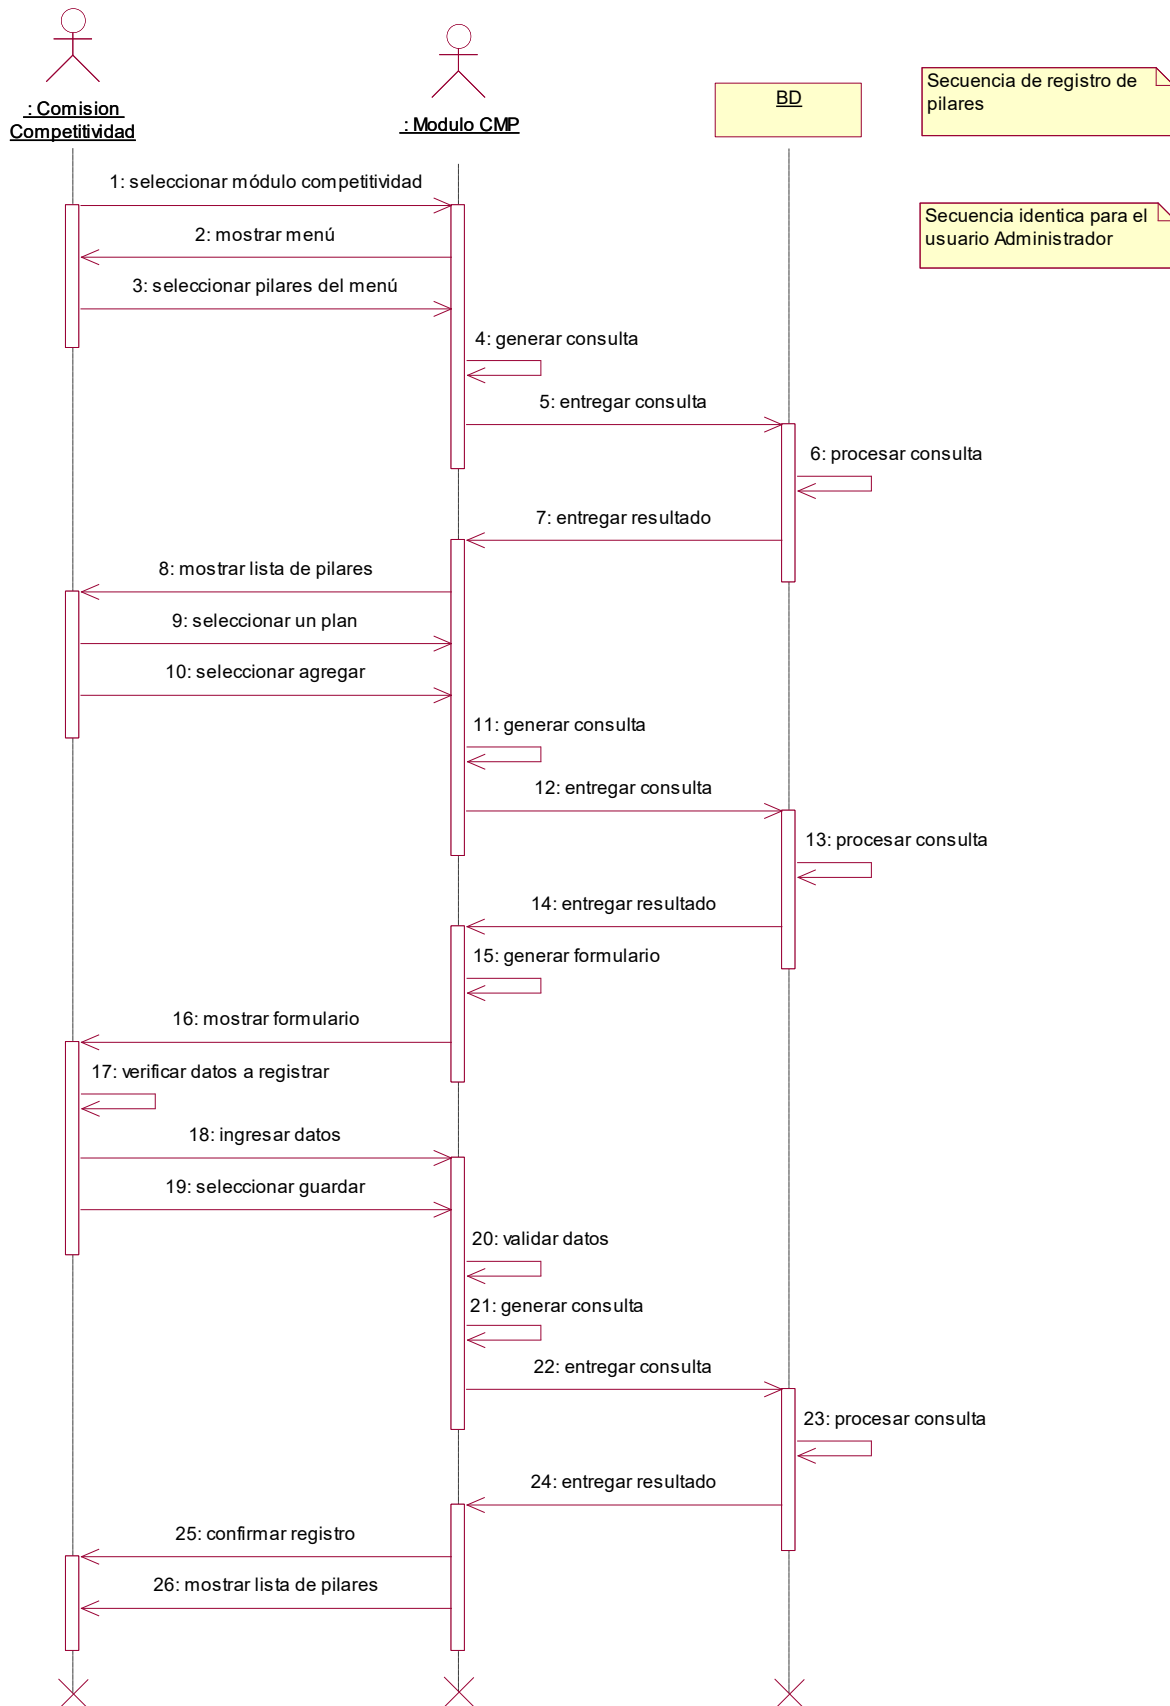 : Comision
Competitividad
: Modulo CMP
BD
Secuencia de registro de
pilares
Secuencia identica para el
usuario Administrador
1: seleccionar módulo competitividad
2: mostrar menú
3: seleccionar pilares del menú
4: generar consulta
5: entregar consulta
6: procesar consulta
7: entregar resultado
8: mostrar lista de pilares
9: seleccionar un plan
10: seleccionar agregar
11: generar consulta
12: entregar consulta
13: procesar consulta
14: entregar resultado
15: generar formulario
16: mostrar formulario
17: verificar datos a registrar
18: ingresar datos
19: seleccionar guardar
20: validar datos
21: generar consulta
22: entregar consulta
23: procesar consulta
24: entregar resultado
25: confirmar registro
26: mostrar lista de pilares